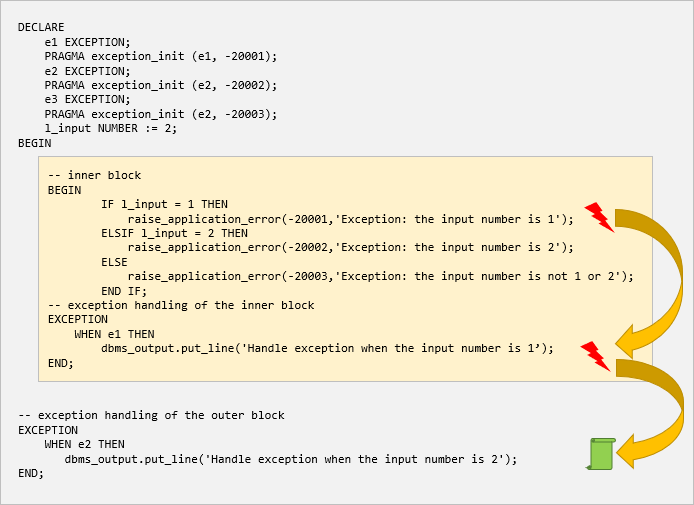 DECLARE
    e1 EXCEPTION;
    PRAGMA exception_init (e1, -20001);
    e2 EXCEPTION;
    PRAGMA exception_init (e2, -20002);
    e3 EXCEPTION;
    PRAGMA exception_init (e2, -20003);
    l_input NUMBER := 2;
BEGIN
-- inner block
BEGIN
        IF l_input = 1 THEN
            raise_application_error(-20001,'Exception: the input number is 1');
        ELSIF l_input = 2 THEN
            raise_application_error(-20002,'Exception: the input number is 2');
        ELSE
            raise_application_error(-20003,'Exception: the input number is not 1 or 2');
        END IF;
-- exception handling of the inner block
EXCEPTION
    WHEN e1 THEN
        dbms_output.put_line('Handle exception when the input number is 1’);
END;
-- exception handling of the outer block
EXCEPTION
    WHEN e2 THEN
       dbms_output.put_line('Handle exception when the input number is 2');
END;